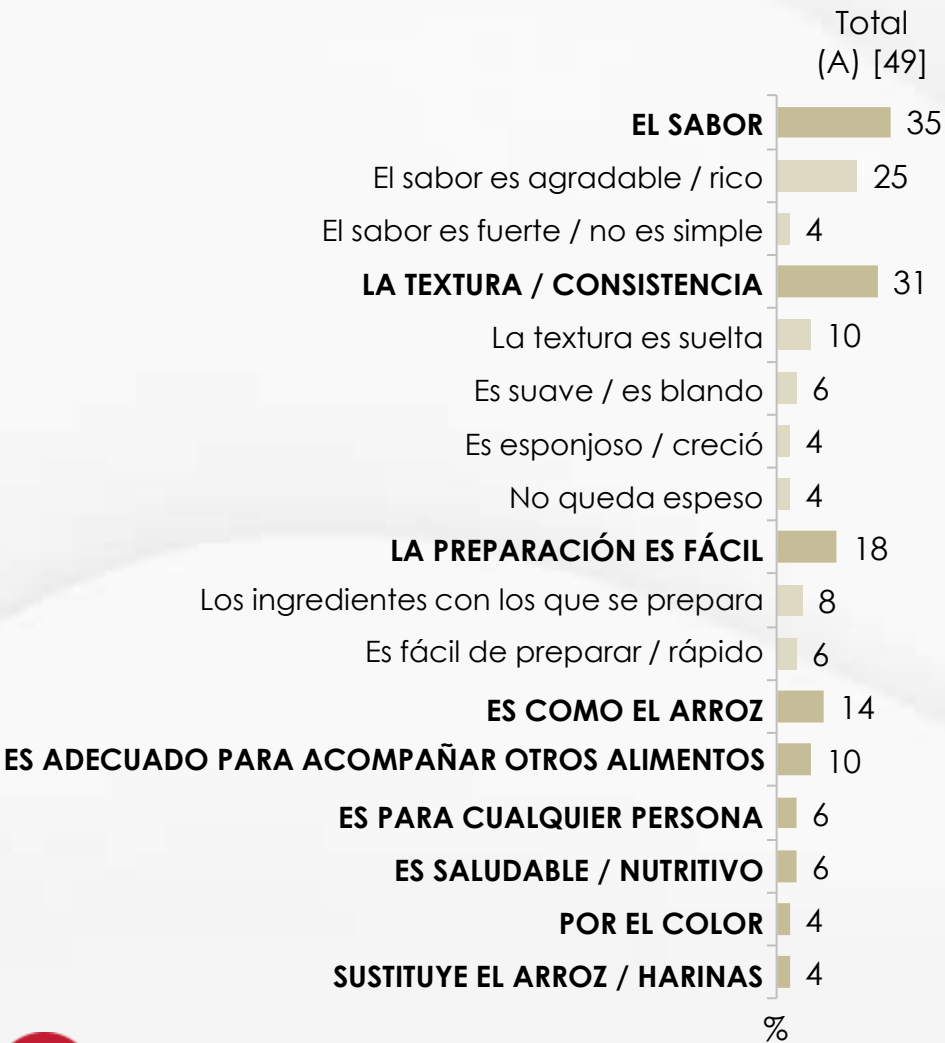 Total
(A) [49]
EL SABOR 35
El sabor es agradable / rico 25
El sabor es fuerte / no es simple 4
LA TEXTURA / CONSISTENCIA 31
La textura es suelta 10
Es suave / es blando 6
Es esponjoso / creció 4
No queda espeso 4
LA PREPARACIÓN ES FÁCIL 18
Los ingredientes con los que se prepara 8
Es fácil de preparar / rápido 6
ES COMO EL ARROZ 14
ES ADECUADO PARA ACOMPAÑAR OTROS ALIMENTOS 10
ES PARA CUALQUIER PERSONA 6
ES SALUDABLE / NUTRITIVO 6
POR EL COLOR 4
SUSTITUYE EL ARROZ / HARINAS 4
%